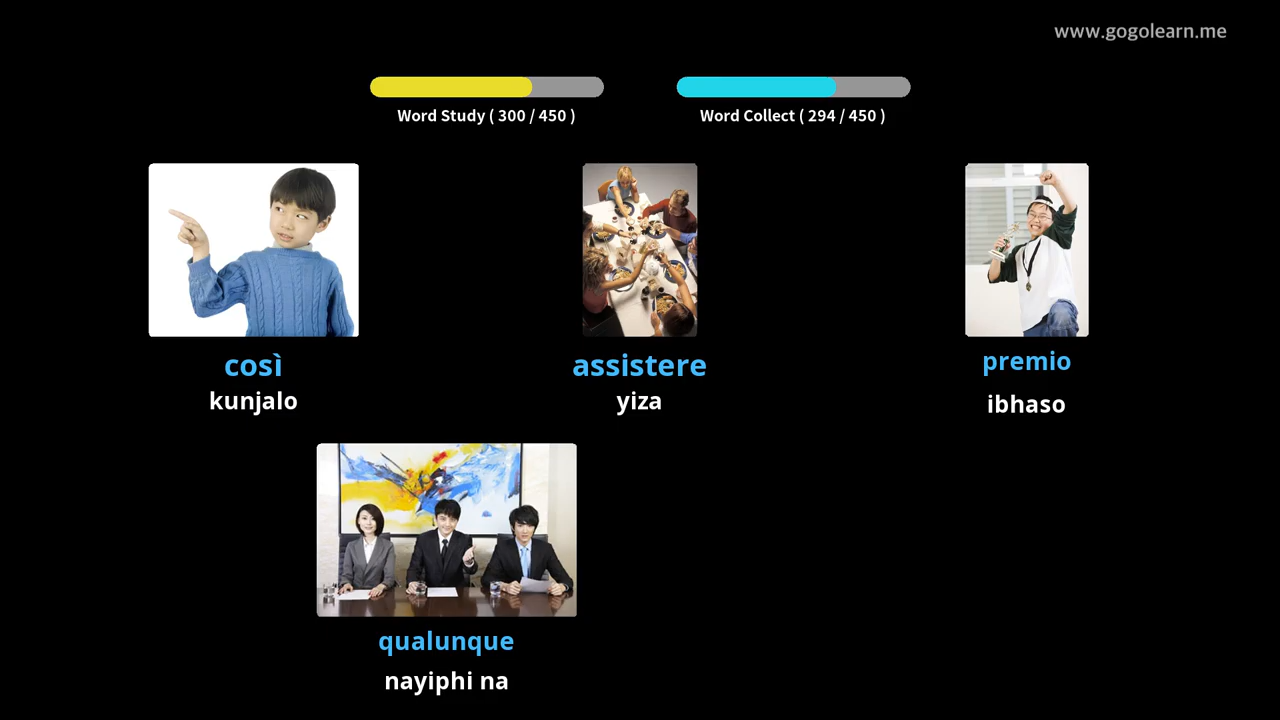 www.gogolearn.me
Word Study ( 300 / 450 )
Word Collect ( 294 / 450 )
così
kunjalo
assistere
yiza
premio
ibhaso
qualunque
nayiphi na